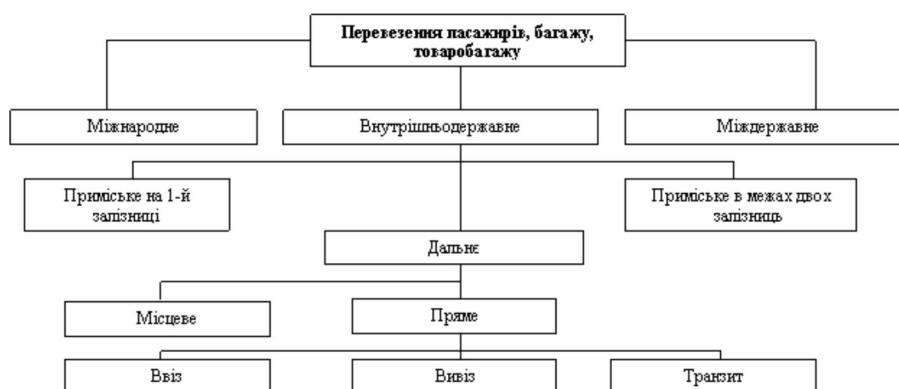 Перевезення пасажирів, багажу,
товаробагажу
Міжнародне
Внутрішньодержавне
Міждержавне
Приміське на 1-й
залізниці
Приміське в межах двох
залізниць
Дальнє
Місцеве
Пряме
Ввіз
Вивіз
Транзит